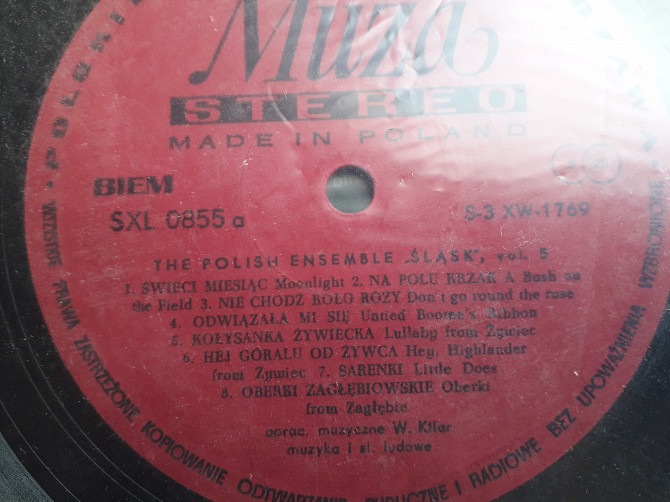 Muza
STEREO
MADE IN POLAND
BIEM
SXL 0855 a
S-3 XW-1769
33
THE POLISH ENSEMBLE „ŚLĄSK", vol. 5
1. ŚWIECI MIESIĄC Moonlight 2. NA POLU KRZAK A Bush on
the Field 3. NIE CHODŹ KOŁO RÓŻY Don't go round the rose
4. ODWIĄZAŁA MI SIĘ Untied Bootee's Ribbon
5. KOŁYSANKA ŻYWIECKA Lullaby from Żywiec
6. HEJ GÓRALU OD ŻYWCA Hey, Highlander
from Żywiec 7. SARENKI Little Does
8. OBERKI ZAGŁĘBIOWSKIE Oberki
from Zagłębie
oprac. muzyczne W. Kilar
muzyka i sł. ludowe
PRAWA ZASTRZEŻONE KOPIOWANIE ODTWARZANIE PUBLICZNE I RADIOWE BEZ UPOWAŻNIENIA WZBRONIONE